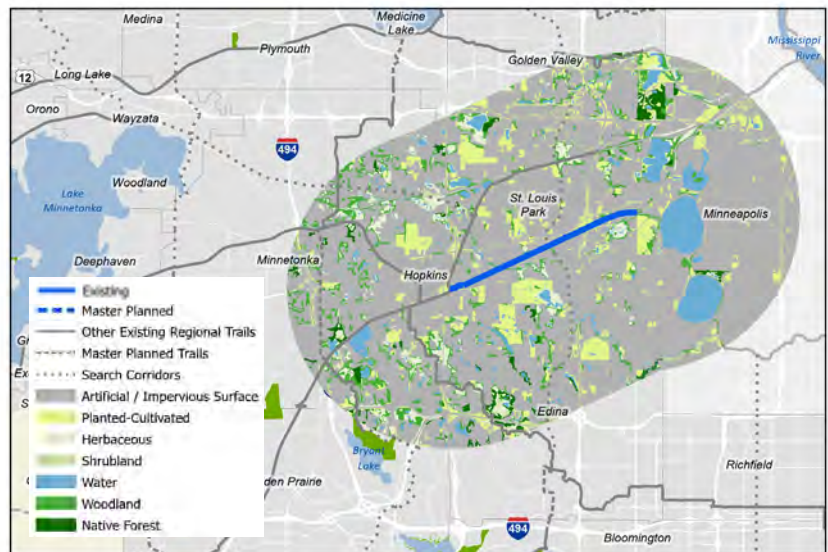 Medina
Medicine
Lake
Plymouth
Golden Valley
Mississippi
River
12
Long Lake
Orono
Wayzata
494
Woodland
Lake
Minnetonka
St. Louis
Park
Minneapolis
Deephaven
Minnetonka
Hopkins
Existing
Master Planned
Other Existing Regional Trails
Master Planned Trails
Search Corridors
Artificial / Impervious Surface
Planted-Cultivated
Herbaceous
Shrubland
Water
Woodland
Native Forest
Edina
Bryant
Lake
den Prairie
Richfield
494
Bloomington